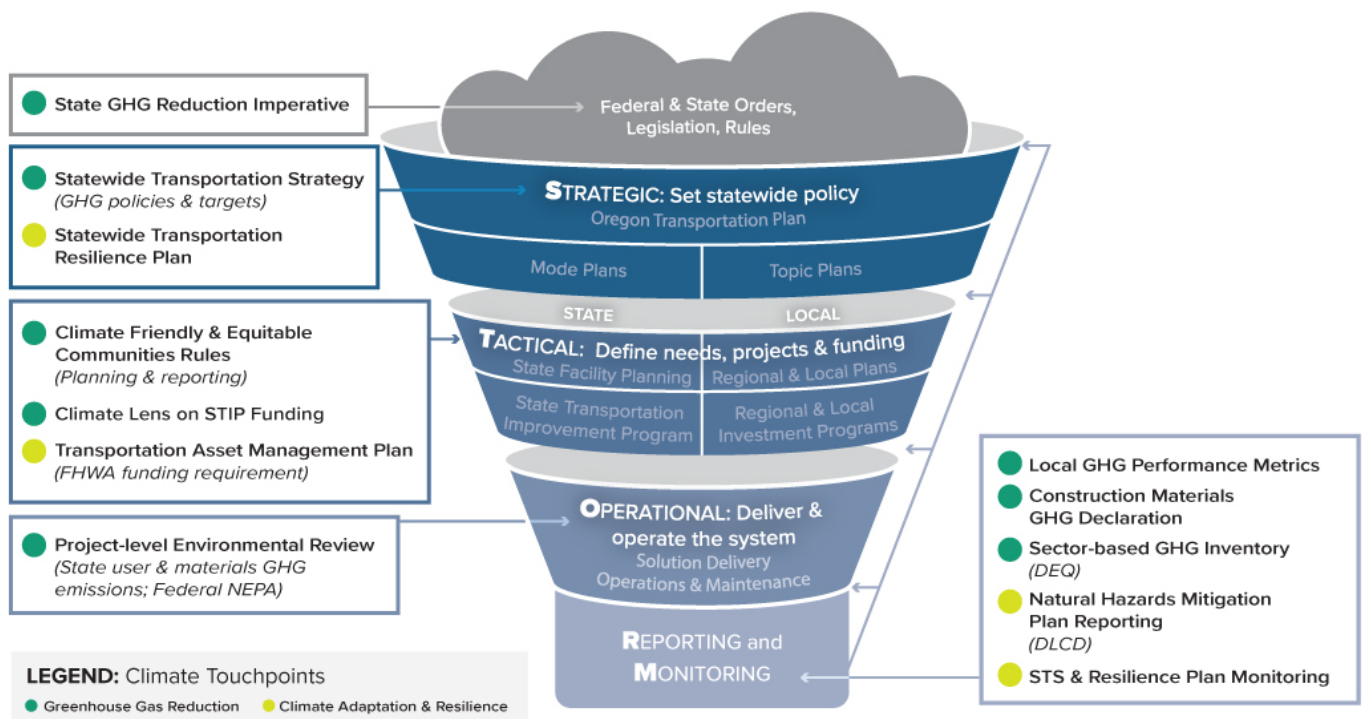 State GHG Reduction Imperative
Federal & State Orders,
Legislation, Rules
Statewide Transportation Strategy
(GHG policies & targets)
Statewide Transportation
Resilience Plan
STRATEGIC: Set statewide policy
Oregon Transportation Plan
Mode Plans
Topic Plans
Climate Friendly & Equitable
Communities Rules
(Planning & reporting)
Climate Lens on STIP Funding
Transportation Asset Management Plan
(FHWA funding requirement)
STATE
LOCAL
TACTICAL: Define needs, projects & funding
State Facility Planning
Regional & Local Plans
State Transportation
Improvement Program
Regional & Local
Investment Programs
Project-level Environmental Review
(State user & materials GHG
emissions; Federal NEPA)
OPERATIONAL: Deliver &
operate the system
Solution Delivery
Operations & Maintenance
REPORTING and
MONITORING
Local GHG Performance Metrics
Construction Materials
GHG Declaration
Sector-based GHG Inventory
(DEQ)
Natural Hazards Mitigation
Plan Reporting
(DLCD)
STS & Resilience Plan Monitoring
LEGEND: Climate Touchpoints
Greenhouse Gas Reduction
Climate Adaptation & Resilience